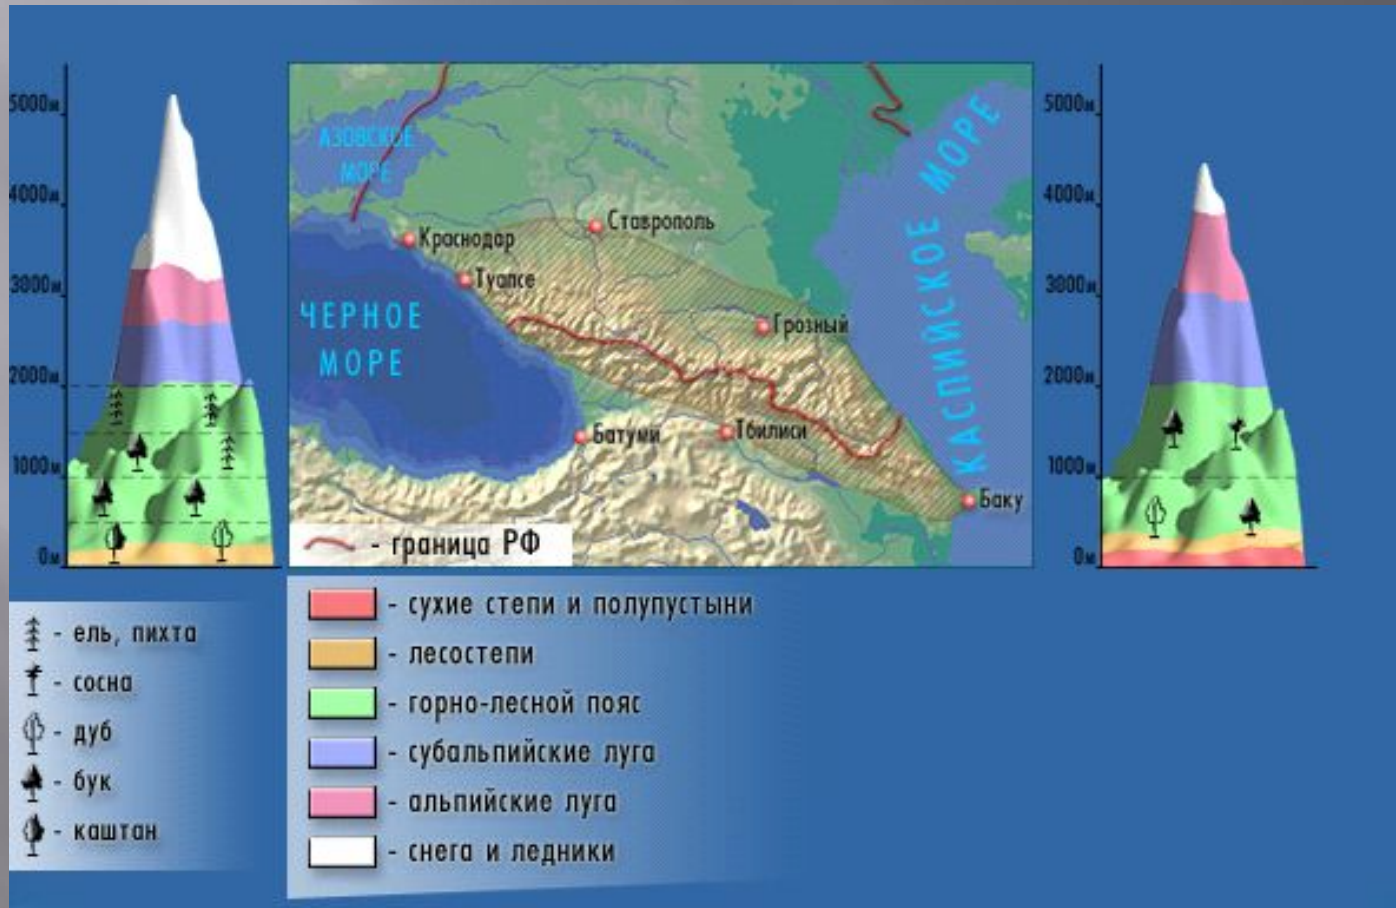 5000м
4000м
3000м
2000м
1000м
0м
АЗОВСКОЕ
МОРЕ
ЧЕРНОЕ
МОРЕ
КАСПИЙСКОЕ МОРЕ
Ставрополь
Краснодар
Туапсе
Грозный
Батуми
Тбилиси
Баку
- граница РФ
5000м
4000м
3000м
2000м
1000м
0м
- ель, пихта
- сосна
- дуб
- бук
- каштан
- сухие степи и полупустыни
- лесостепи
- горно-лесной пояс
- субальпийские луга
- альпийские луга
- снега и ледники